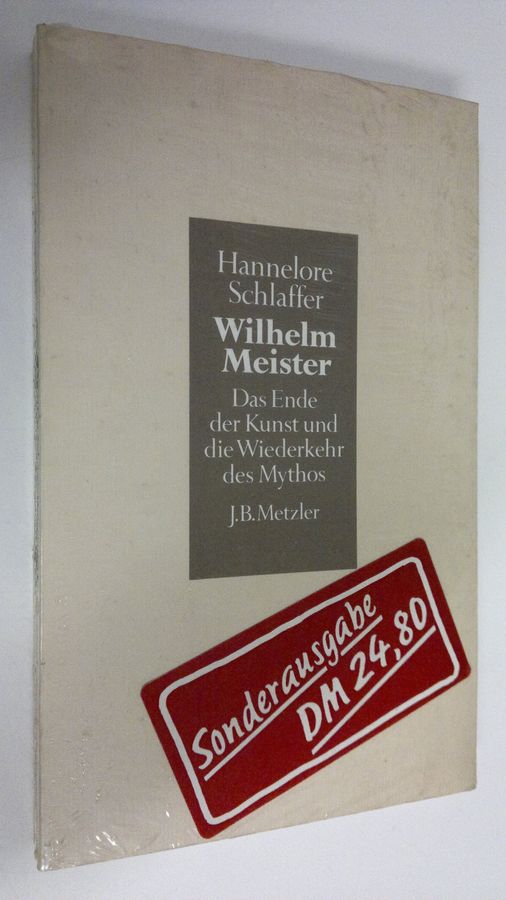 Hannelore
Schlaffer
Wilhelm
Meister
Das Ende
der Kunst und
die Wiederkehr
des Mythos
J.B.Metzler
Sonderausgabe
DM 24,80